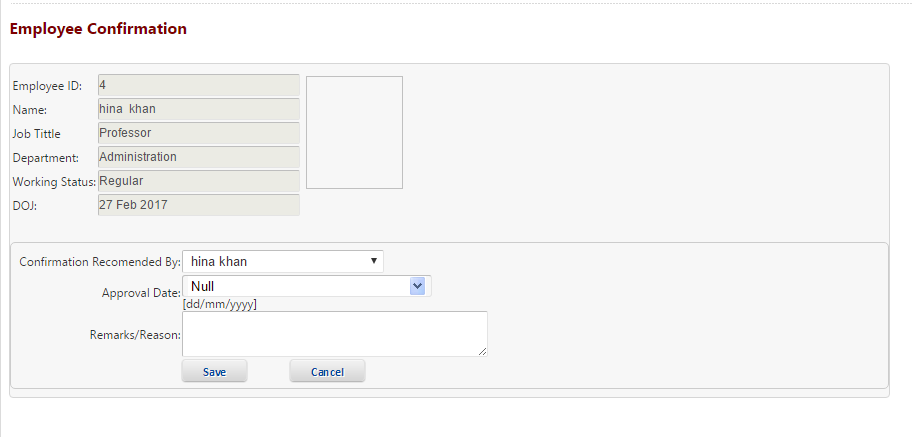 Employee Confirmation
Employee ID: 4
Name: hina khan
Job Tittle Professor
Department: Administration
Working Status: Regular
DOJ: 27 Feb 2017
Confirmation Recomended By: hina khan
Approval Date: Null
[dd/mm/yyyy]
Remarks/Reason:
Save Cancel